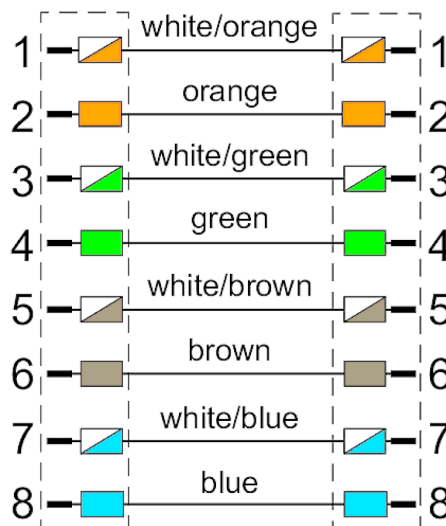 1 white/orange 1
2 orange 2
3 white/green 3
4 green 4
5 white/brown 5
6 brown 6
7 white/blue 7
8 blue 8